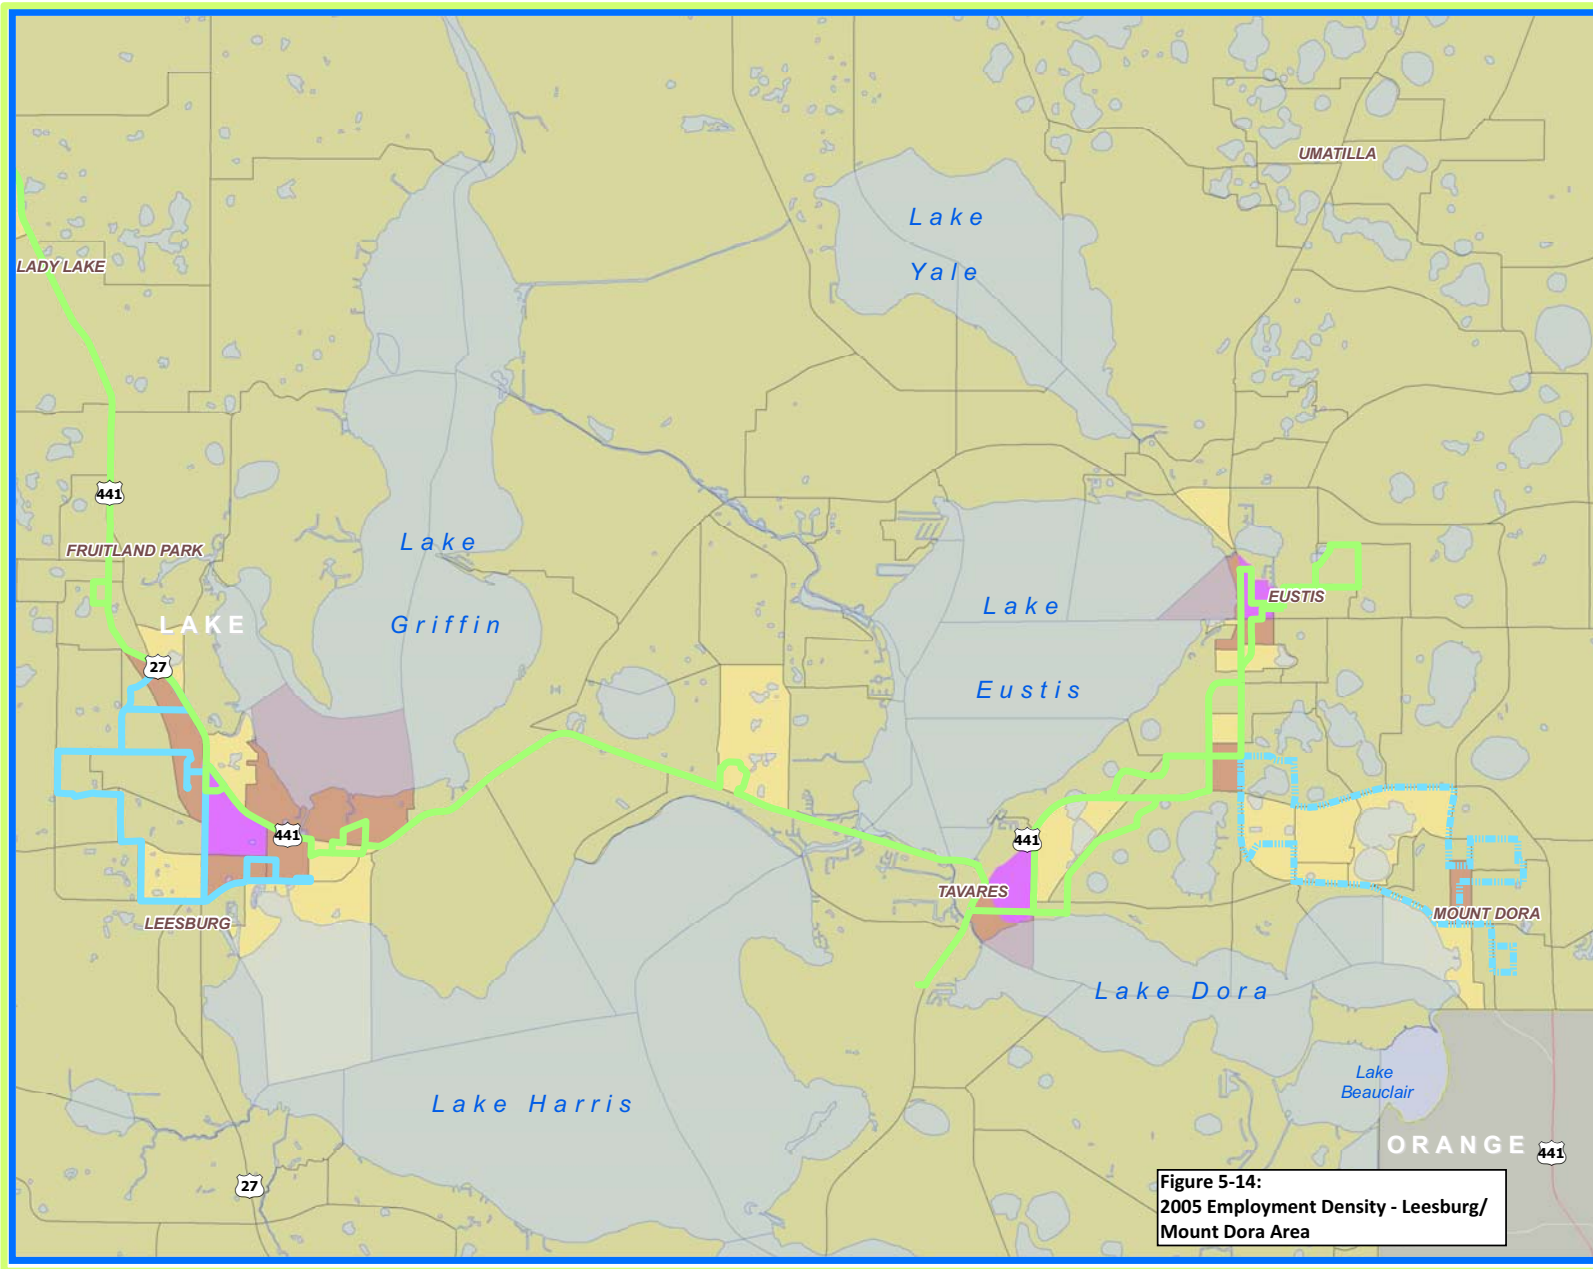 UMATILLA
Lake
Yale
LADY LAKE
441
FRUITLAND PARK
Lake
Griffin
LAKE
27
Lake
Eustis
EUSTIS
441
441
TAVARES
LEESBURG
MOUNT DORA
Lake Dora
Lake
Beauclair
Lake Harris
ORANGE
441
27
Figure 5-14:
2005 Employment Density - Leesburg/
Mount Dora Area